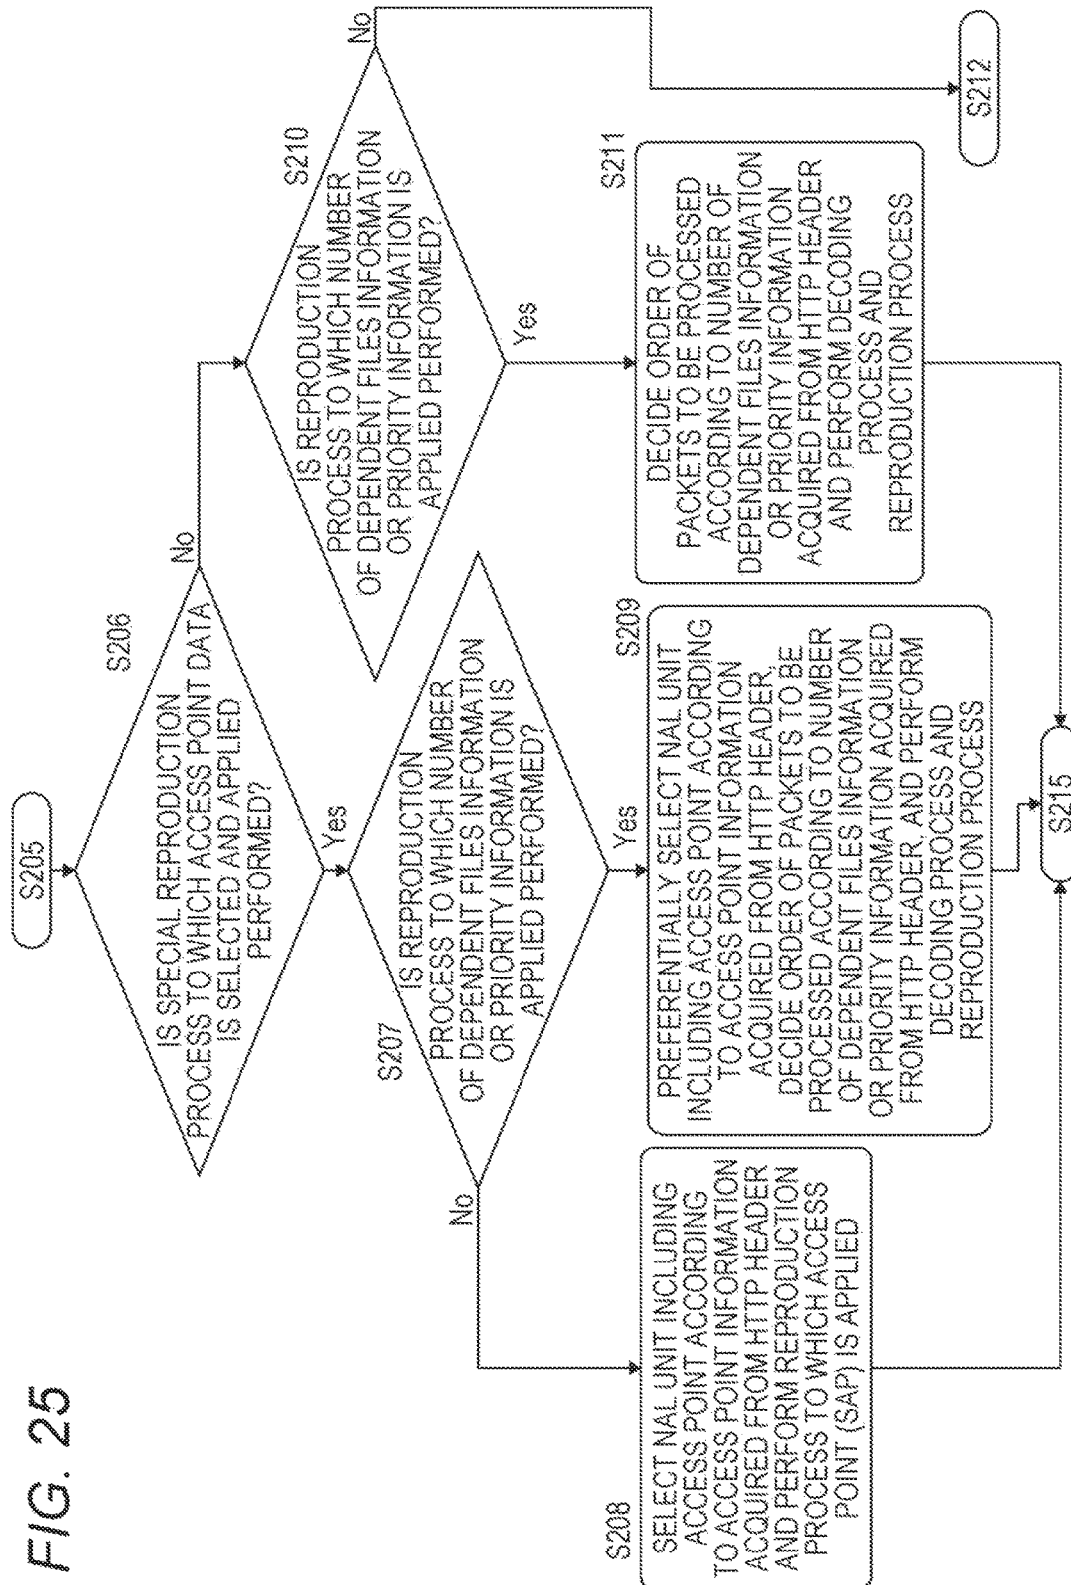 FIG. 25
S205
S206
IS SPECIAL REPRODUCTION
PROCESS TO WHICH ACCESS POINT DATA
IS SELECTED AND APPLIED
PERFORMED?
No
Yes
S207
IS REPRODUCTION
PROCESS TO WHICH NUMBER
OF DEPENDENT FILES INFORMATION
OR PRIORITY INFORMATION IS
APPLIED PERFORMED?
No
Yes
S210
IS REPRODUCTION
PROCESS TO WHICH NUMBER
OF DEPENDENT FILES INFORMATION
OR PRIORITY INFORMATION IS
APPLIED PERFORMED?
No
Yes
S208
SELECT NAL UNIT INCLUDING
ACCESS POINT ACCORDING
TO ACCESS POINT INFORMATION
ACQUIRED FROM HTTP HEADER
AND PERFORM REPRODUCTION
PROCESS TO WHICH ACCESS
POINT (SAP) IS APPLIED
S209
PREFERENTIALLY SELECT NAL UNIT
INCLUDING ACCESS POINT ACCORDING
TO ACCESS POINT INFORMATION
ACQUIRED FROM HTTP HEADER,
DECIDE ORDER OF PACKETS TO BE
PROCESSED ACCORDING TO NUMBER
OF DEPENDENT FILES INFORMATION
OR PRIORITY INFORMATION ACQUIRED
FROM HTTP HEADER, AND PERFORM
DECODING PROCESS AND
REPRODUCTION PROCESS
S211
DECIDE ORDER OF
PACKETS TO BE PROCESSED
ACCORDING TO NUMBER OF
DEPENDENT FILES INFORMATION
OR PRIORITY INFORMATION
ACQUIRED FROM HTTP HEADER
AND PERFORM DECODING
PROCESS AND
REPRODUCTION PROCESS
S212
S215